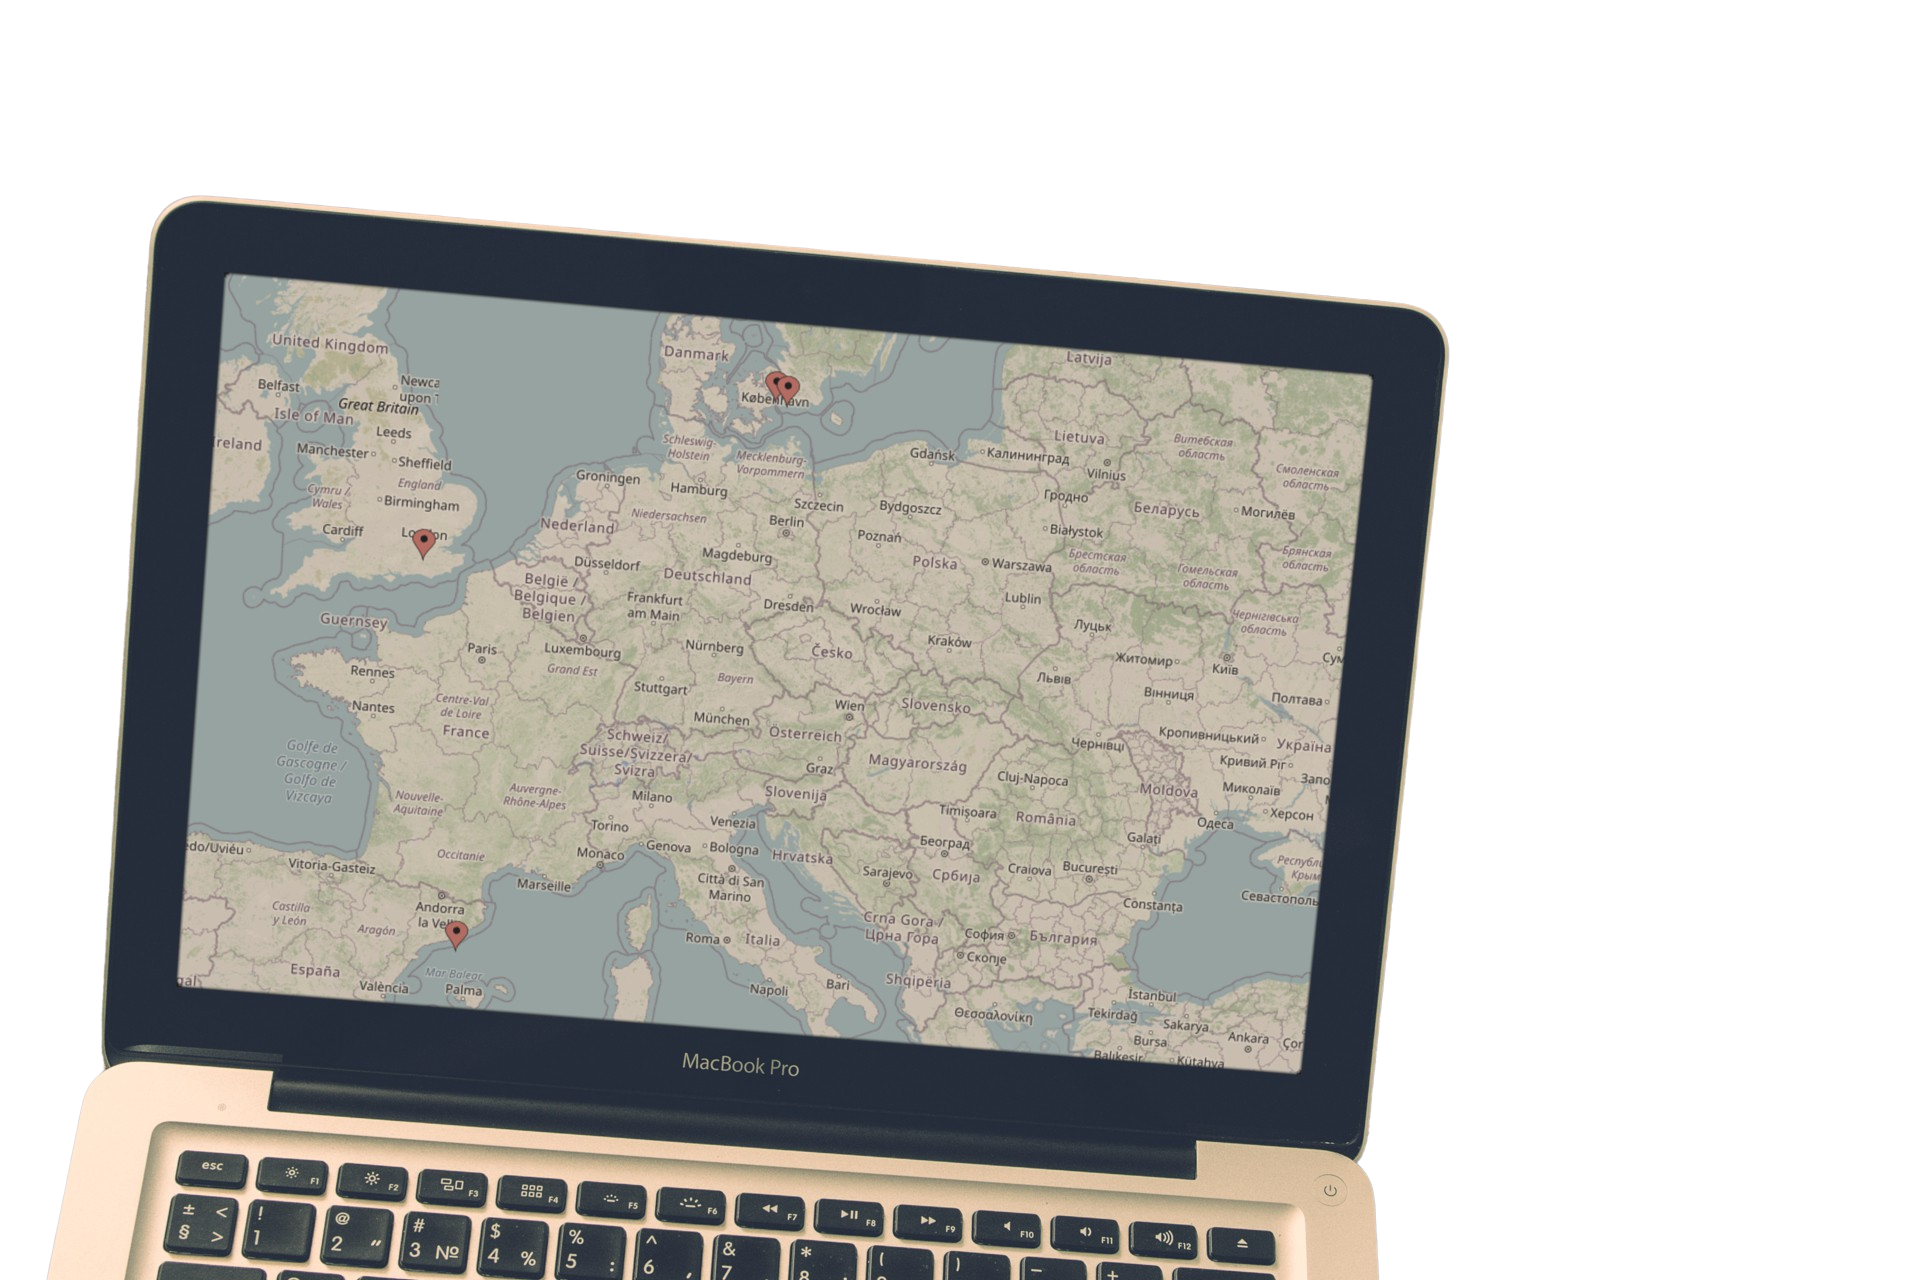 United Kingdom
Danmark
Latvija
Belfast
Newca
upon
Great Britain
København
Isle of Man
Leeds
Lietuva
Витебская
область
reland
Manchester
Sheffield
Schleswig-
Holstein
Mecklenburg-
Vorpommern
Gdańsk
Калининград
Vilnius
Смоленская
область
England
Cymru /
Wales
Birmingham
Groningen
Hamburg
Szczecin
Bydgoszcz
Гродно
Беларусь
Могилёв
Cardiff
London
Nederland
Niedersachsen
Berlin
Poznań
Białystok
Magdeburg
Düsseldorf
Deutschland
Polska
Warszawa
Брестская
область
Гомельская
область
Брянская
область
België /
Belgique /
Belgien
Frankfurt
am Main
Dresden
Wrocław
Lublin
Guernsey
Луцьк
Чернігівська
область
Paris
Luxembourg
Nürnberg
Česko
Kraków
Житомир
Київ
Сум
Rennes
Grand Est
Stuttgart
Bayern
Львів
Вінниця
Полтава
Nantes
Centre-Val
de Loire
France
München
Wien
Slovensko
Österreich
Schweiz/
Suisse/Svizzera/
Svizra
Чернівці
Кропивницький
Україна
Golfe de
Gascogne /
Golfo de
Vizcaya
Graz
Magyarország
Cluj-Napoca
Кривий Ріг
Запо
Nouvelle-
Aquitaine
Auvergne-
Rhône-Alpes
Milano
Slovenija
Moldova
Миколаїв
Херсон
Torino
Venezia
Timișoara
România
Одеса
edo/Uviéu
Vitoria-Gasteiz
Occitanie
Monaco
Genova
Bologna
Hrvatska
Београд
Galați
Marseille
Città di San
Marino
Sarajevo
Србија
Craiova
București
Республи
Крым
Севастополь
Castilla
y León
Aragón
Andorra
la Vella
Constanța
Roma
Italia
Crna Gora /
Црна Гора
София
България
Скопје
España
Mar Balear
València
Palma
Napoli
Bari
Shqipëria
İstanbul
gal
Θεσσαλονίκη
Tekirdağ
Sakarya
Bursa
Ankara
Çor
Balıkesir
Kütahya
MacBook Pro
esc F1 F2 F3 F4 F5 F6 F7 F8 F9 F10 F11 F12
± < ! @ # $ % ^ & * ( ) − +
§ > 1 2 " 3 № 4 % 5 : 6 , 7 8